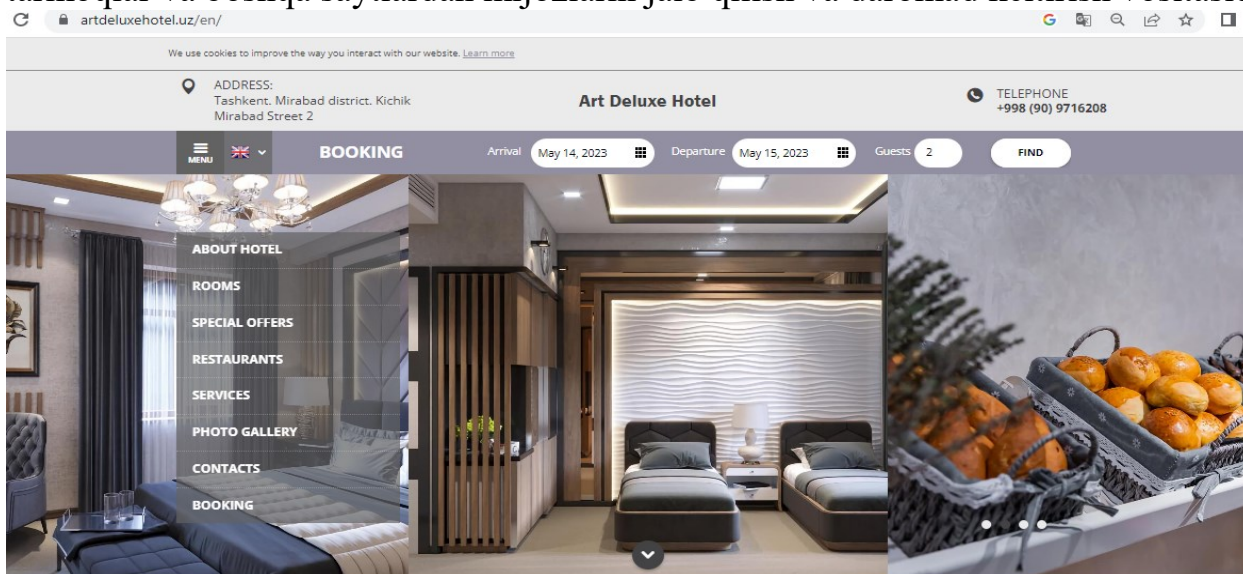 artdeluxehotel.uz/en/
We use cookies to improve the way you interact with our website. Learn more
ADDRESS:
Tashkent. Mirabad district. Kichik
Mirabad Street 2
Art Deluxe Hotel
TELEPHONE
+998 (90) 9716208
MENU
BOOKING
Arrival May 14, 2023
Departure May 15, 2023
Guests 2
FIND
ABOUT HOTEL
ROOMS
SPECIAL OFFERS
RESTAURANTS
SERVICES
PHOTO GALLERY
CONTACTS
BOOKING